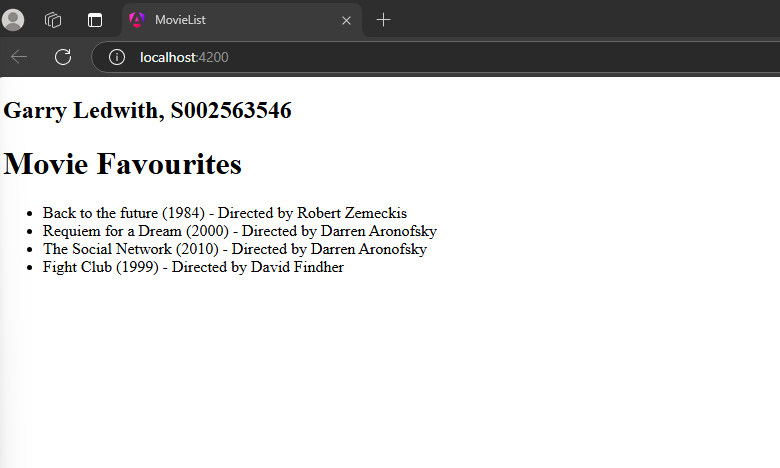 MovieList
localhost:4200
Garry Ledwith, S002563546
Movie Favourites
Back to the future (1984) - Directed by Robert Zemeckis
Requiem for a Dream (2000) - Directed by Darren Aronofsky
The Social Network (2010) - Directed by Darren Aronofsky
Fight Club (1999) - Directed by David Findher